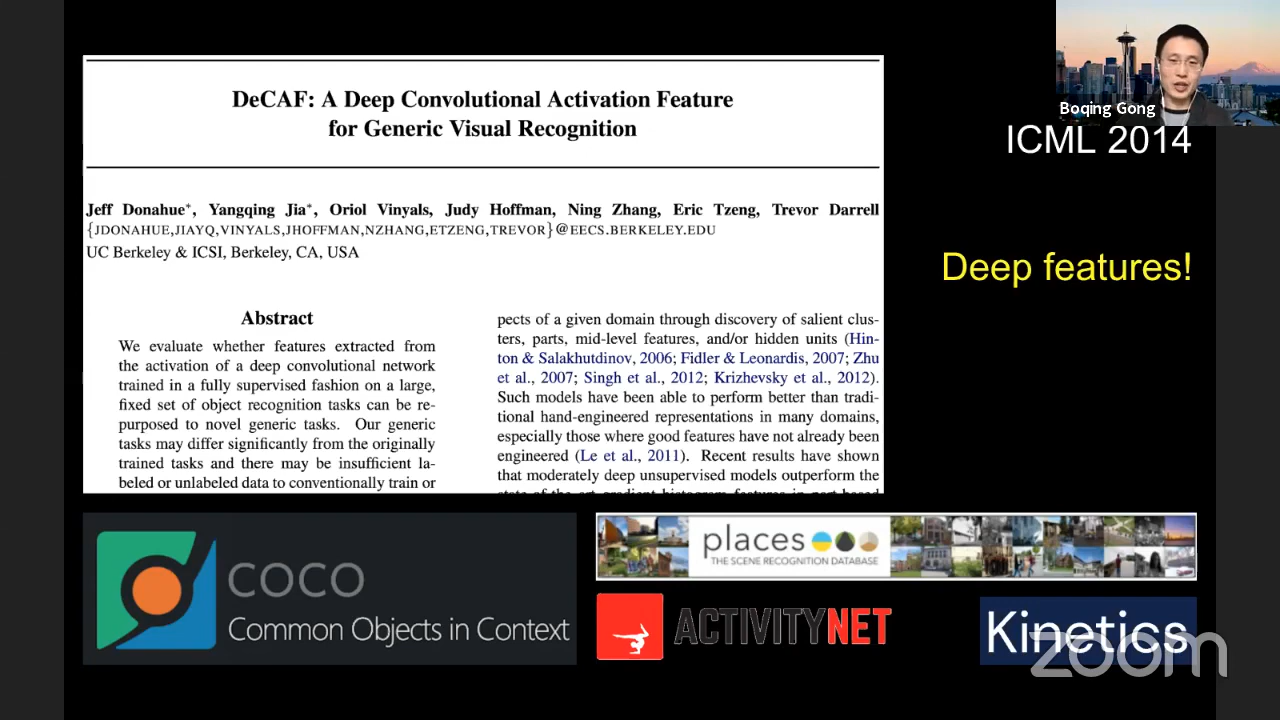 DeCAF: A Deep Convolutional Activation Feature
for Generic Visual Recognition
Boqing Gong
ICML 2014
Jeff Donahue*, Yangqing Jia*, Oriol Vinyals, Judy Hoffman, Ning Zhang, Eric Tzeng, Trevor Darrell
{JDONAHUE,JIAYQ,VINYALS,JHOFFMAN,NZHANG,ETZENG,TREVOR}@EECS.BERKELEY.EDU
UC Berkeley & ICSI, Berkeley, CA, USA
Deep features!
Abstract
We evaluate whether features extracted from
the activation of a deep convolutional network
trained in a fully supervised fashion on a large,
fixed set of object recognition tasks can be re-
purposed to novel generic tasks. Our generic
tasks may differ significantly from the originally
trained tasks and there may be insufficient la-
beled or unlabeled data to conventionally train or
pects of a given domain through discovery of salient clus-
ters, parts, mid-level features, and/or hidden units (Hin-
ton & Salakhutdinov, 2006; Fidler & Leonardis, 2007; Zhu
et al., 2007; Singh et al., 2012; Krizhevsky et al., 2012).
Such models have been able to perform better than tradi-
tional hand-engineered representations in many domains,
especially those where good features have not already been
engineered (Le et al., 2011). Recent results have shown
that moderately deep unsupervised models outperform the
state-of-the-art gradient histogram features in part-based
COCO
Common Objects in Context
places
THE SCENE RECOGNITION DATABASE
ACTIVITYNET
Kinetics
zoom